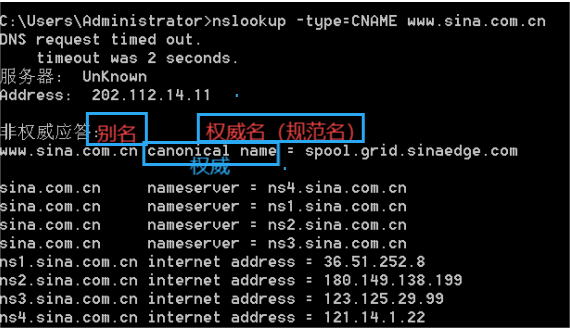 C:\Users\Administrator>nslookup -type=CNAME www.sina.com.cn
DNS request timed out.
timeout was 2 seconds.
服务器: UnKnown
Address: 202.112.14.11
非权威应答: 别名 权威名（规范名）
www.sina.com.cn canonical name = spool.grid.sinaedge.com
权威
sina.com.cn nameserver = ns4.sina.com.cn
sina.com.cn nameserver = ns1.sina.com.cn
sina.com.cn nameserver = ns2.sina.com.cn
sina.com.cn nameserver = ns3.sina.com.cn
ns1.sina.com.cn internet address = 36.51.252.8
ns2.sina.com.cn internet address = 180.149.138.199
ns3.sina.com.cn internet address = 123.125.29.99
ns4.sina.com.cn internet address = 121.14.1.22